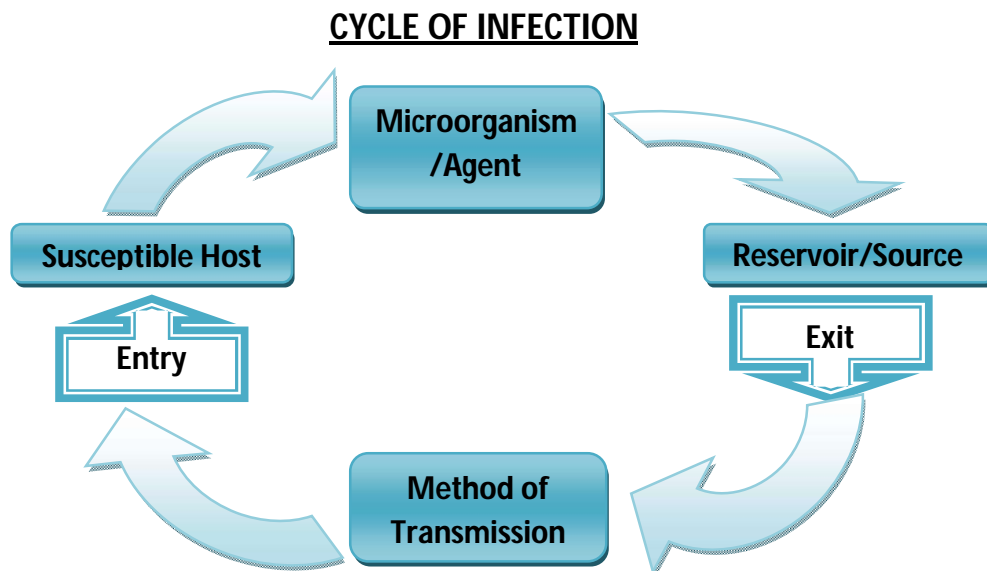 CYCLE OF INFECTION
Microorganism
/Agent
Susceptible Host
Reservoir/Source
Entry
Exit
Method of
Transmission